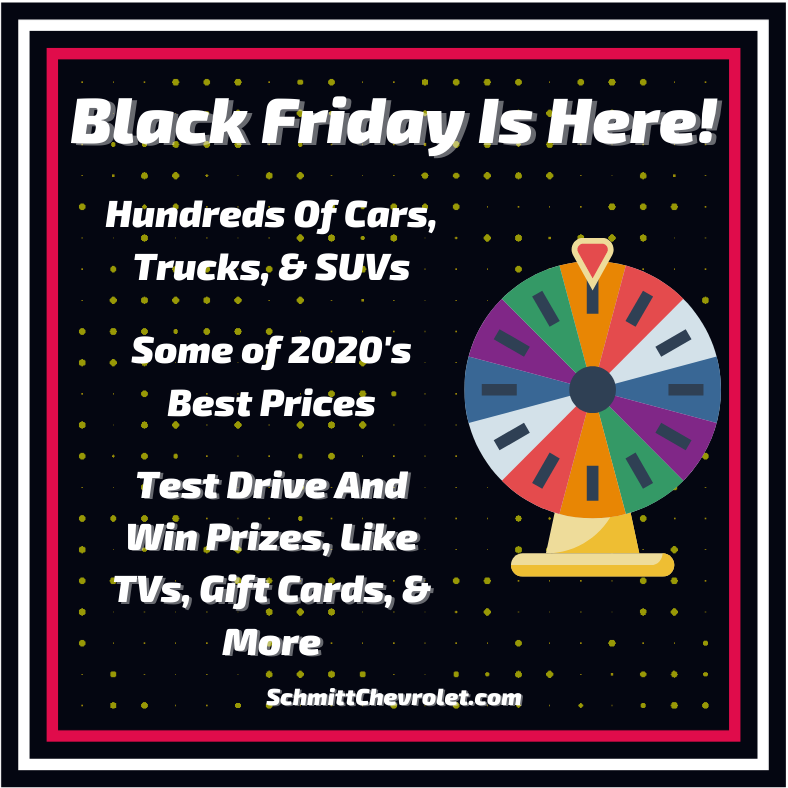 Black Friday Is Here!
Hundreds Of Cars,
Trucks, & SUVs
Some of 2020's
Best Prices
Test Drive And
Win Prizes, Like
TVs, Gift Cards, &
More
SchmittChevrolet.com